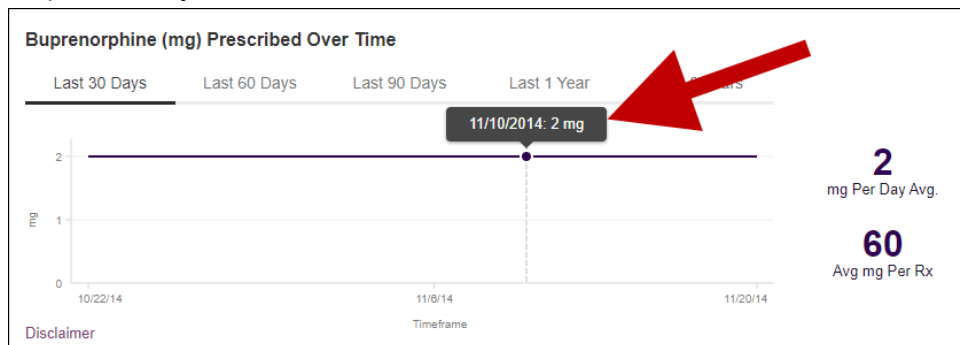 Buprenorphine (mg) Prescribed Over Time
Last 30 Days Last 60 Days Last 90 Days Last 1 Year
11/10/2014: 2 mg
2
1
0
mg
10/22/14 11/6/14 11/20/14
Timeframe
2
mg Per Day Avg.
60
Avg mg Per Rx
Disclaimer